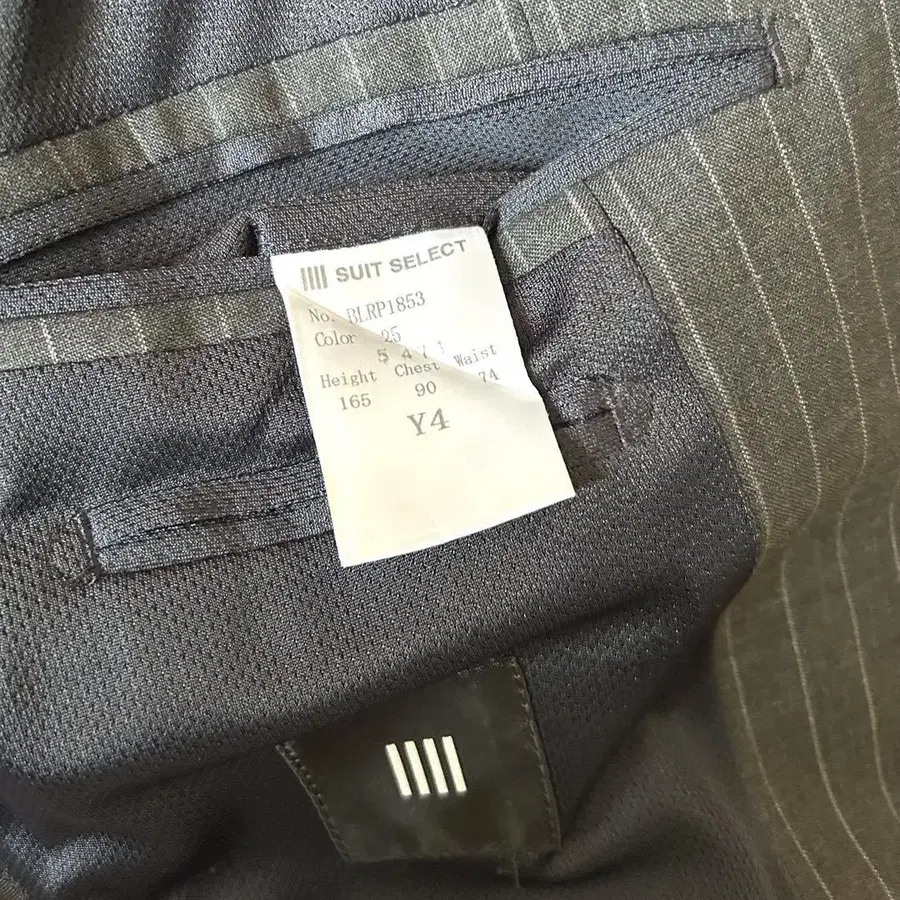 SUIT SELECT
No. BLRP1853
Color 25
5 4 7 1
Height Chest Waist
165 90 74
Y4